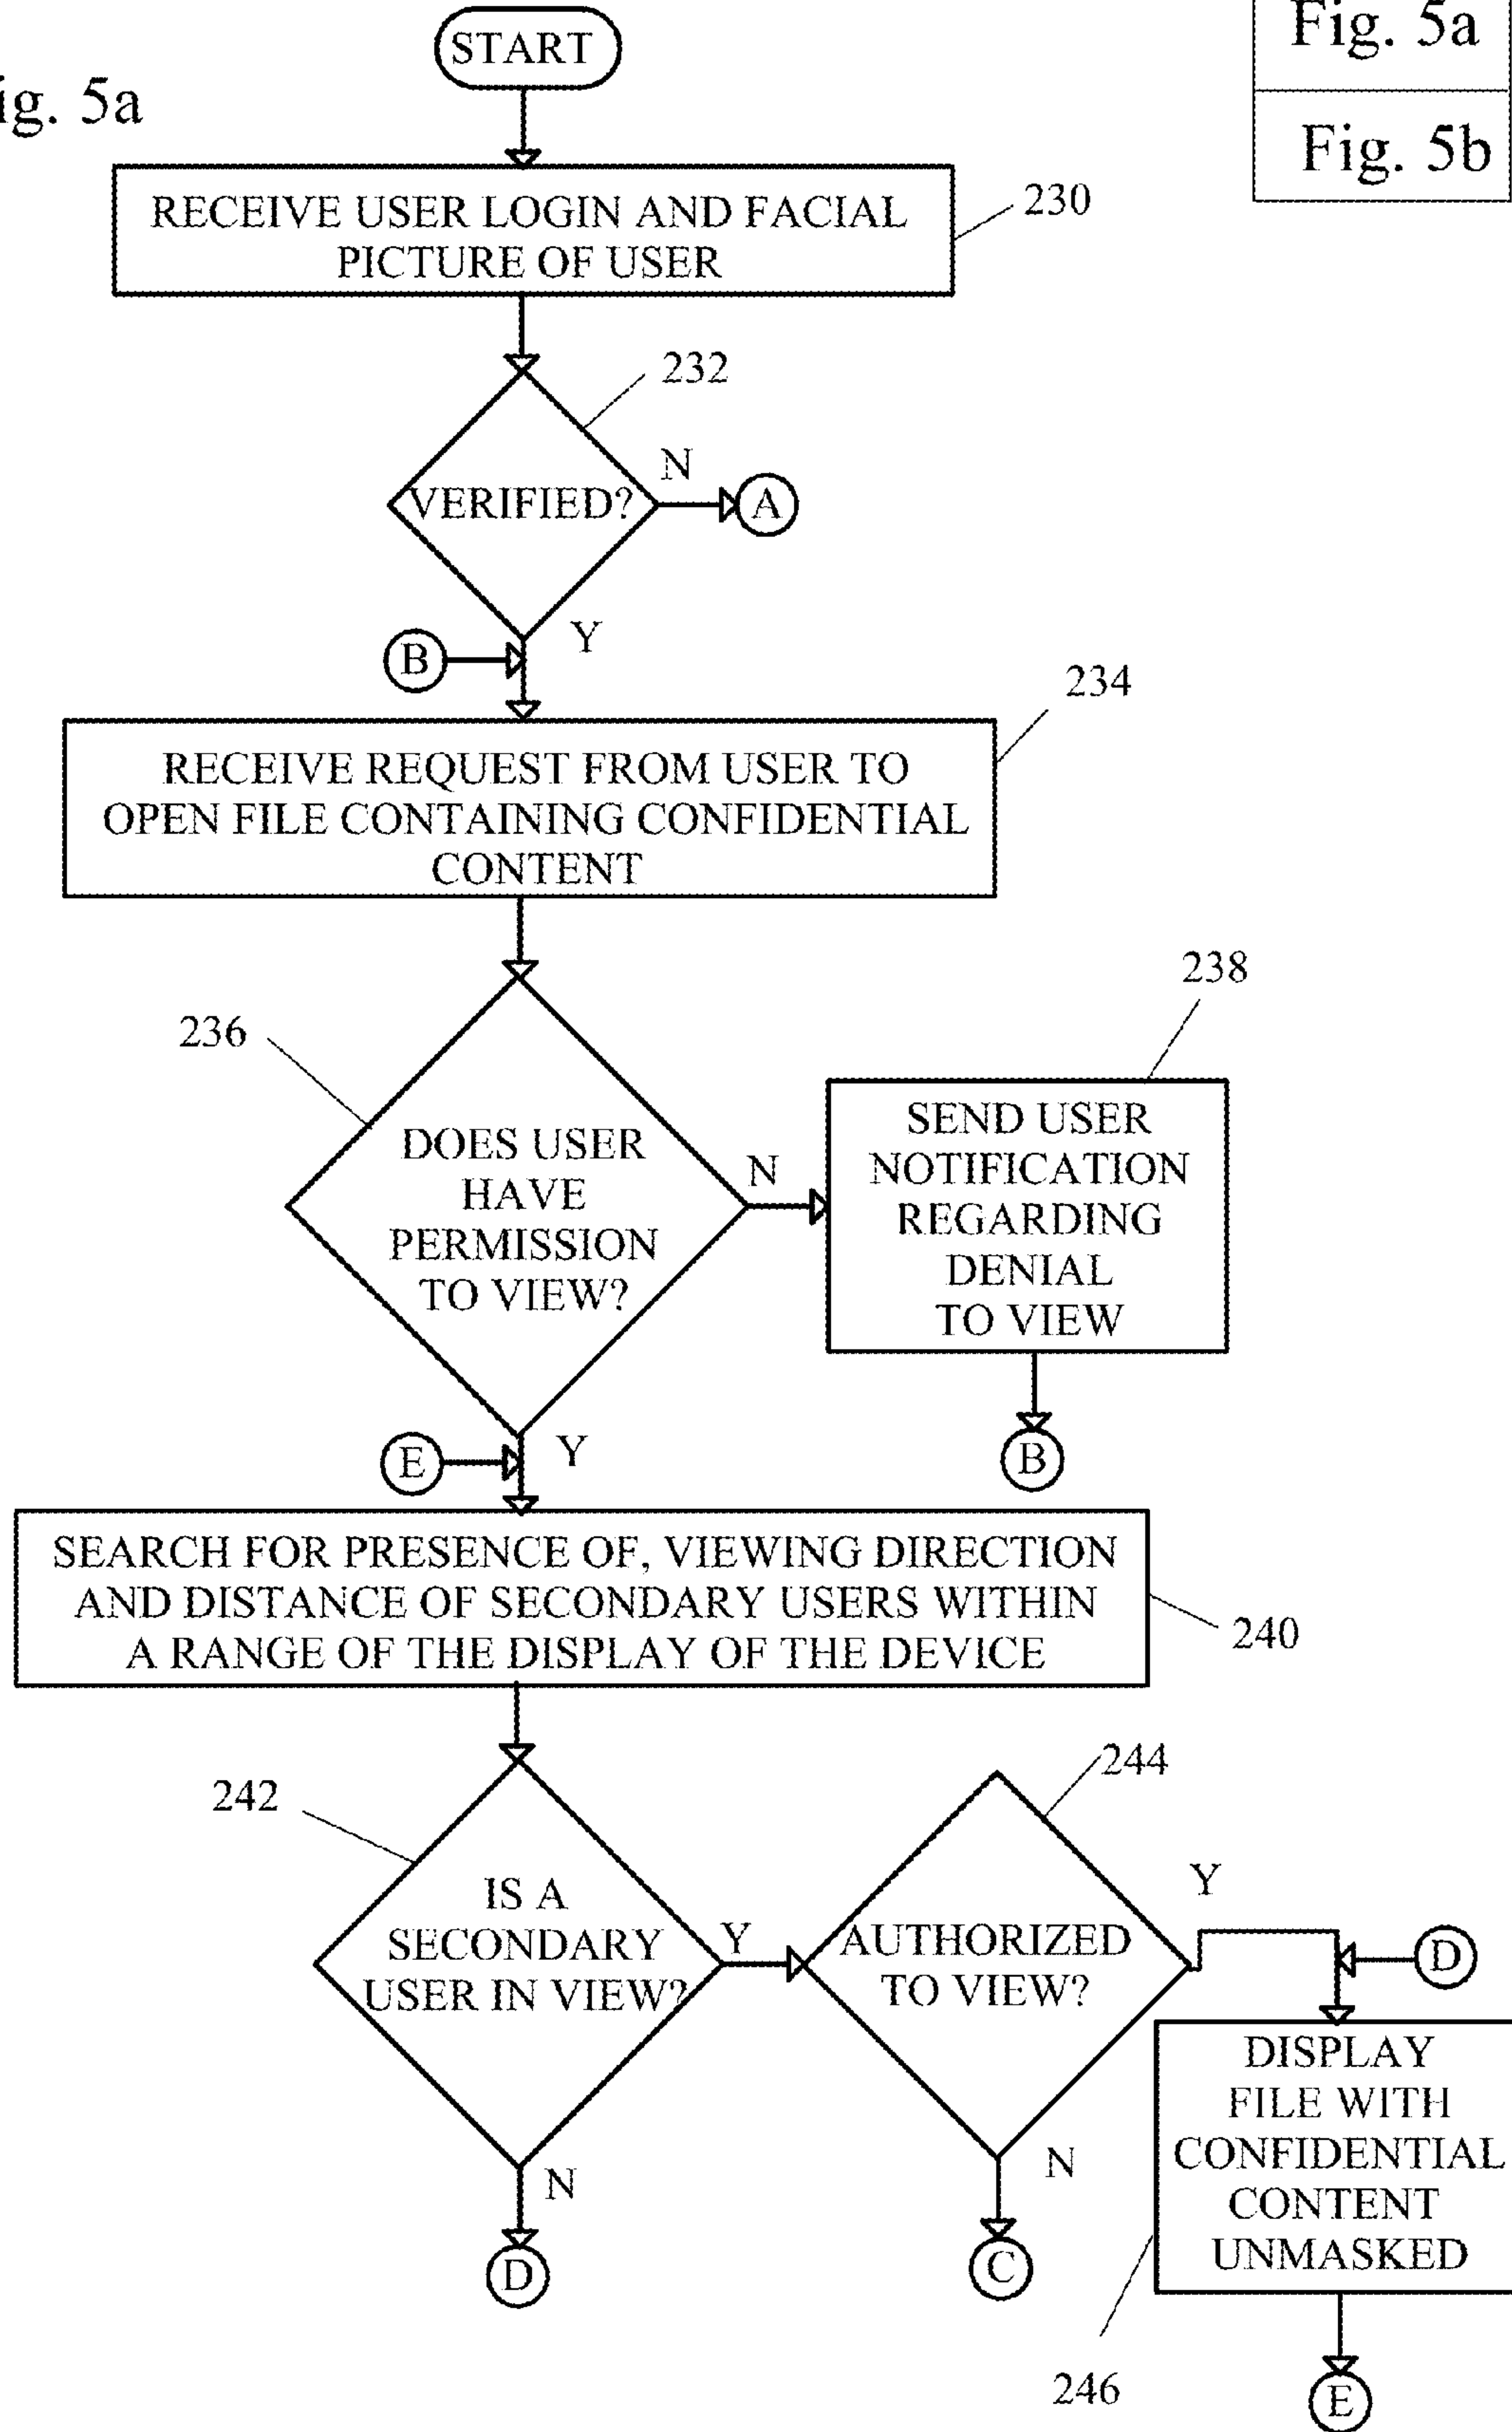 START
Fig. 5a
Fig. 5b
ig. 5a
RECEIVE USER LOGIN AND FACIAL
PICTURE OF USER
230
232
VERIFIED?
N
A
Y
B
234
RECEIVE REQUEST FROM USER TO
OPEN FILE CONTAINING CONFIDENTIAL
CONTENT
236
DOES USER
HAVE
PERMISSION
TO VIEW?
N
238
SEND USER
NOTIFICATION
REGARDING
DENIAL
TO VIEW
B
Y
E
SEARCH FOR PRESENCE OF, VIEWING DIRECTION
AND DISTANCE OF SECONDARY USERS WITHIN
A RANGE OF THE DISPLAY OF THE DEVICE
240
242
IS A
SECONDARY
USER IN VIEW?
Y
N
D
244
AUTHORIZED
TO VIEW?
Y
N
C
D
DISPLAY
FILE WITH
CONFIDENTIAL
CONTENT
UNMASKED
246
E